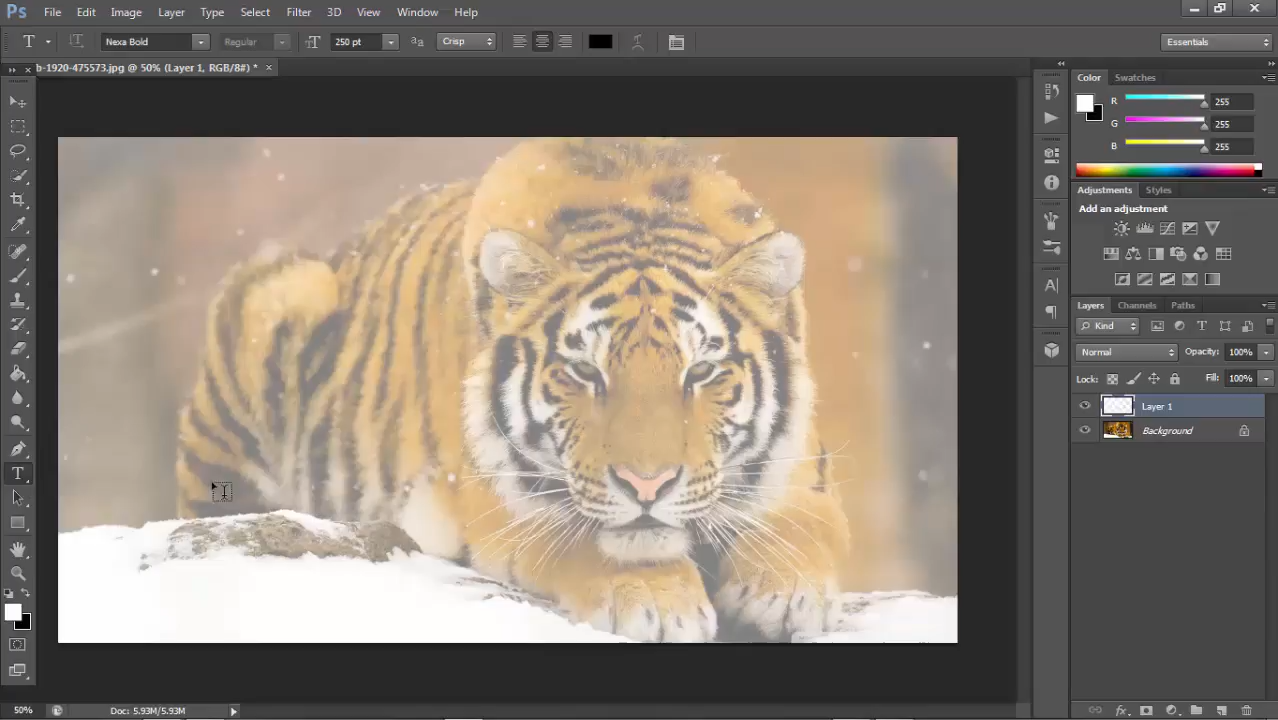 Ps File Edit Image Layer Type Select Filter 3D View Window Help
T Nexa Bold Regular 250 pt aa Crisp Essentials
b-1920-475573.jpg @ 50% (Layer 1, RGB/8#) * ×
Color Swatches
R 255
G 255
B 255
Adjustments Styles
Add an adjustment
Layers Channels Paths
Kind
Normal Opacity: 100%
Lock: Fill: 100%
Layer 1
Background
50% Doc: 5.93M/5.93M